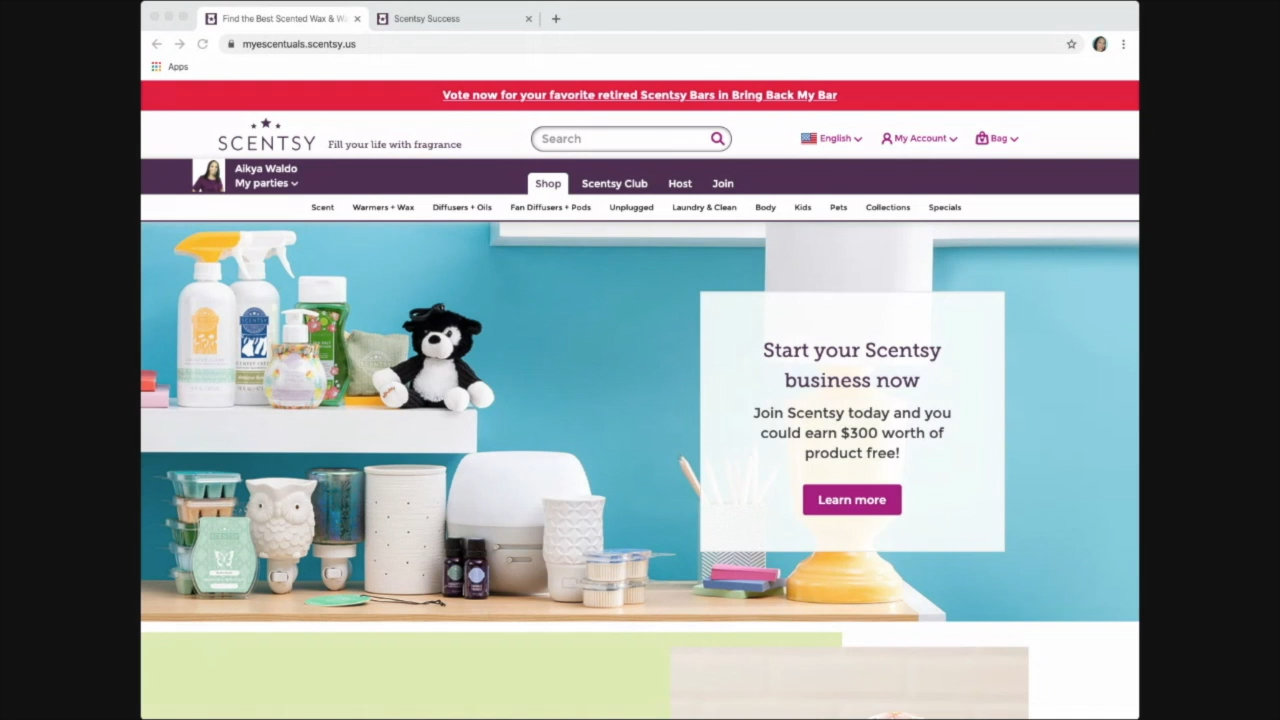 Find the Best Scented Wax & W
Scentsy Success
myescentuals.scentsy.us
Apps
Vote now for your favorite retired Scentsy Bars in Bring Back My Bar
SCENTSY
Fill your life with fragrance
Search
English
My Account
Bag
Aikya Waldo
My parties
Shop
Scentsy Club
Host
Join
Scent
Warmers + Wax
Diffusers + Oils
Fan Diffusers + Pods
Unplugged
Laundry & Clean
Body
Kids
Pets
Collections
Specials
Start your Scentsy
business now
Join Scentsy today and you
could earn $300 worth of
product free!
Learn more